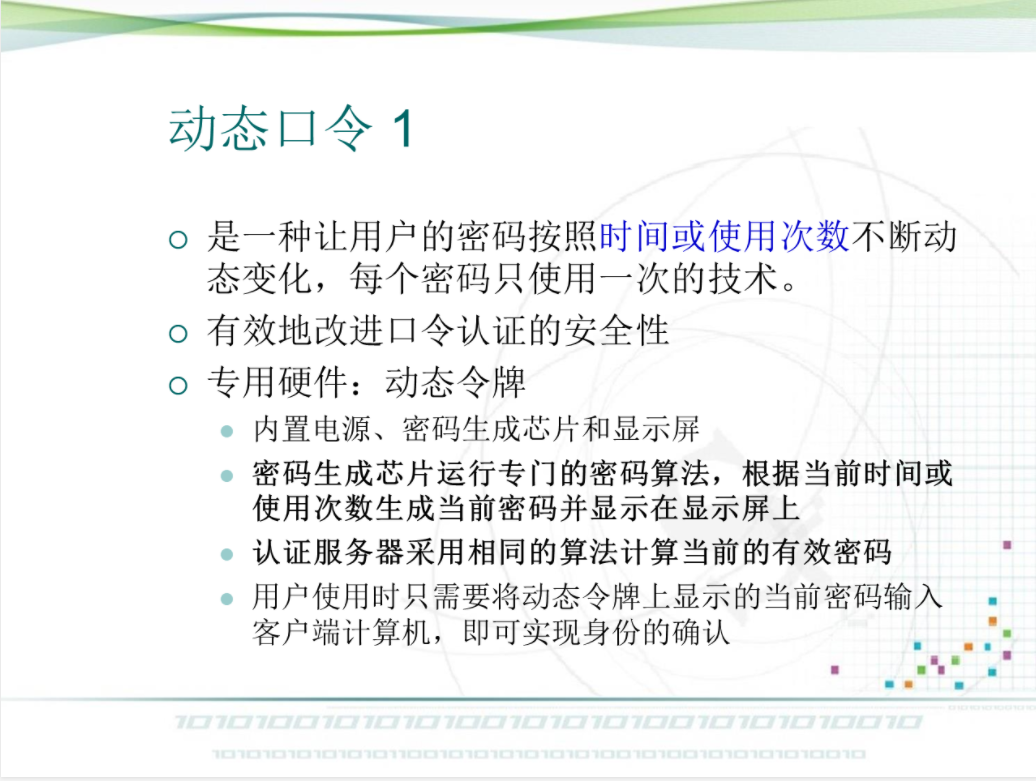 动态口令 1
是一种让用户的密码按照时间或使用次数不断动
态变化，每个密码只使用一次的技术。
有效地改进口令认证的安全性
专用硬件：动态令牌
内置电源、密码生成芯片和显示屏
密码生成芯片运行专门的密码算法，根据当前时间或
使用次数生成当前密码并显示在显示屏上
认证服务器采用相同的算法计算当前的有效密码
用户使用时只需要将动态令牌上显示的当前密码输入
客户端计算机，即可实现身份的确认